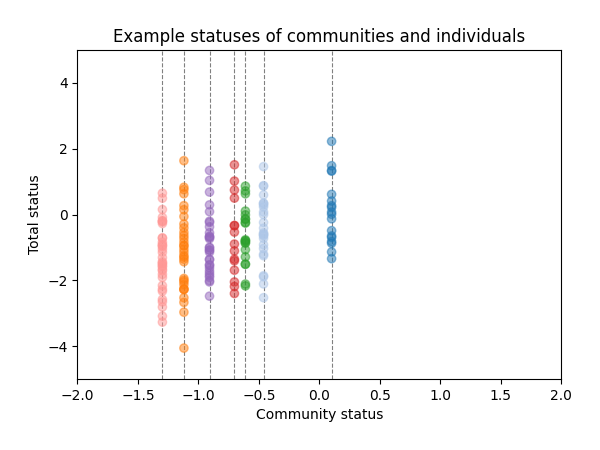 Example statuses of communities and individuals
Total status
4
2
0
−2
−4
−2.0 −1.5 −1.0 −0.5 0.0 0.5 1.0 1.5 2.0
Community status